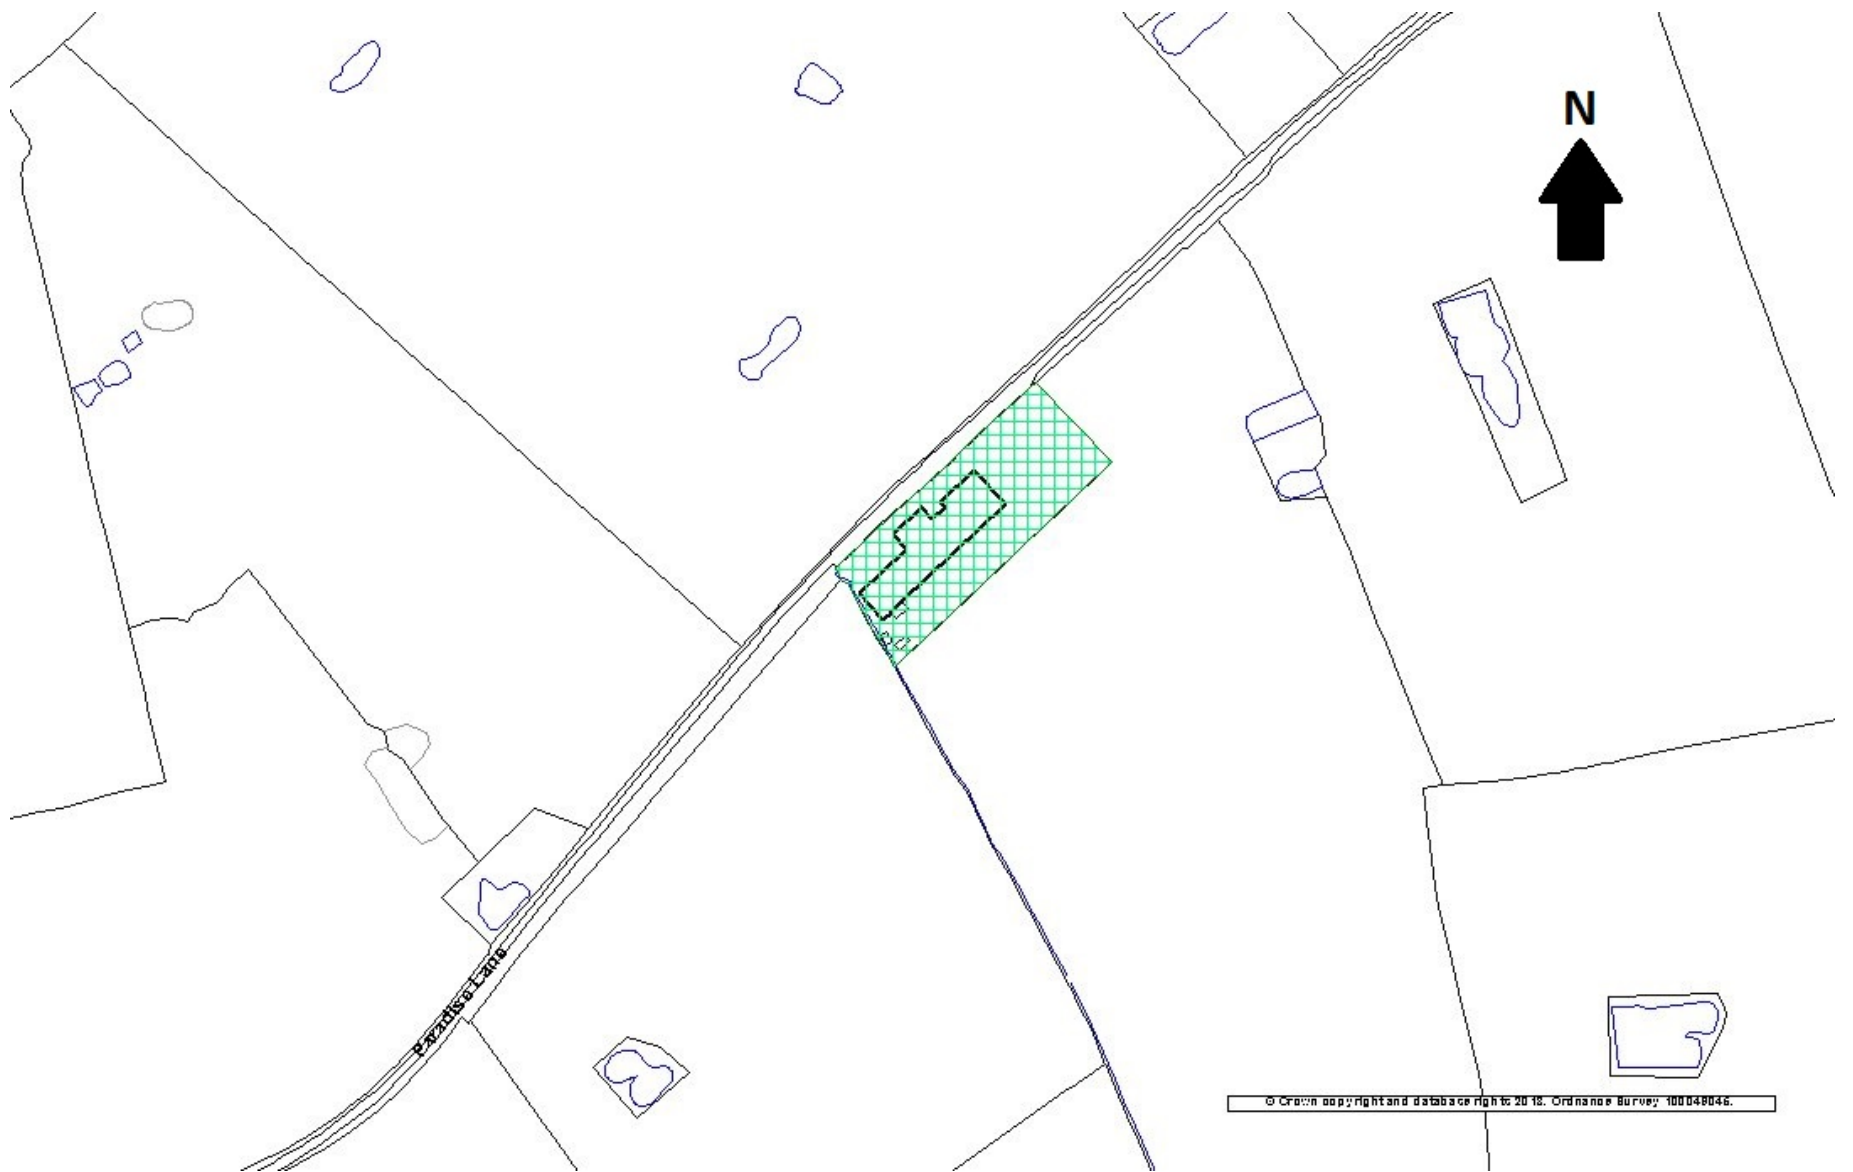 N
Paradise Lane
© Crown copyright and database rights 2018. Ordnance Survey 100049046.